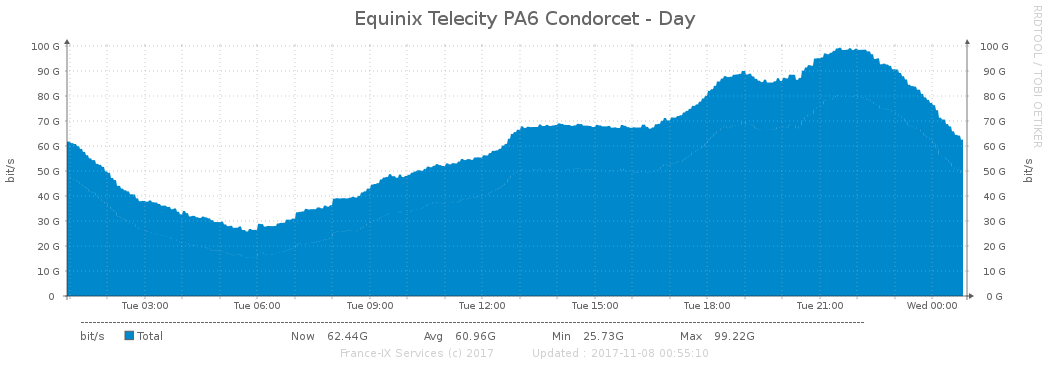 Equinix Telecity PA6 Condorcet - Day
RRDTOOL / TOBI OETIKER
bit/s
100 G
90 G
80 G
70 G
60 G
50 G
40 G
30 G
20 G
10 G
0
100 G
90 G
80 G
70 G
60 G
50 G
40 G
30 G
20 G
10 G
0 G
bit/s
Tue 03:00 Tue 06:00 Tue 09:00 Tue 12:00 Tue 15:00 Tue 18:00 Tue 21:00 Wed 00:00
bit/s Total Now 62.44G Avg 60.96G Min 25.73G Max 99.22G
France-IX Services (c) 2017 Updated : 2017-11-08 00:55:10